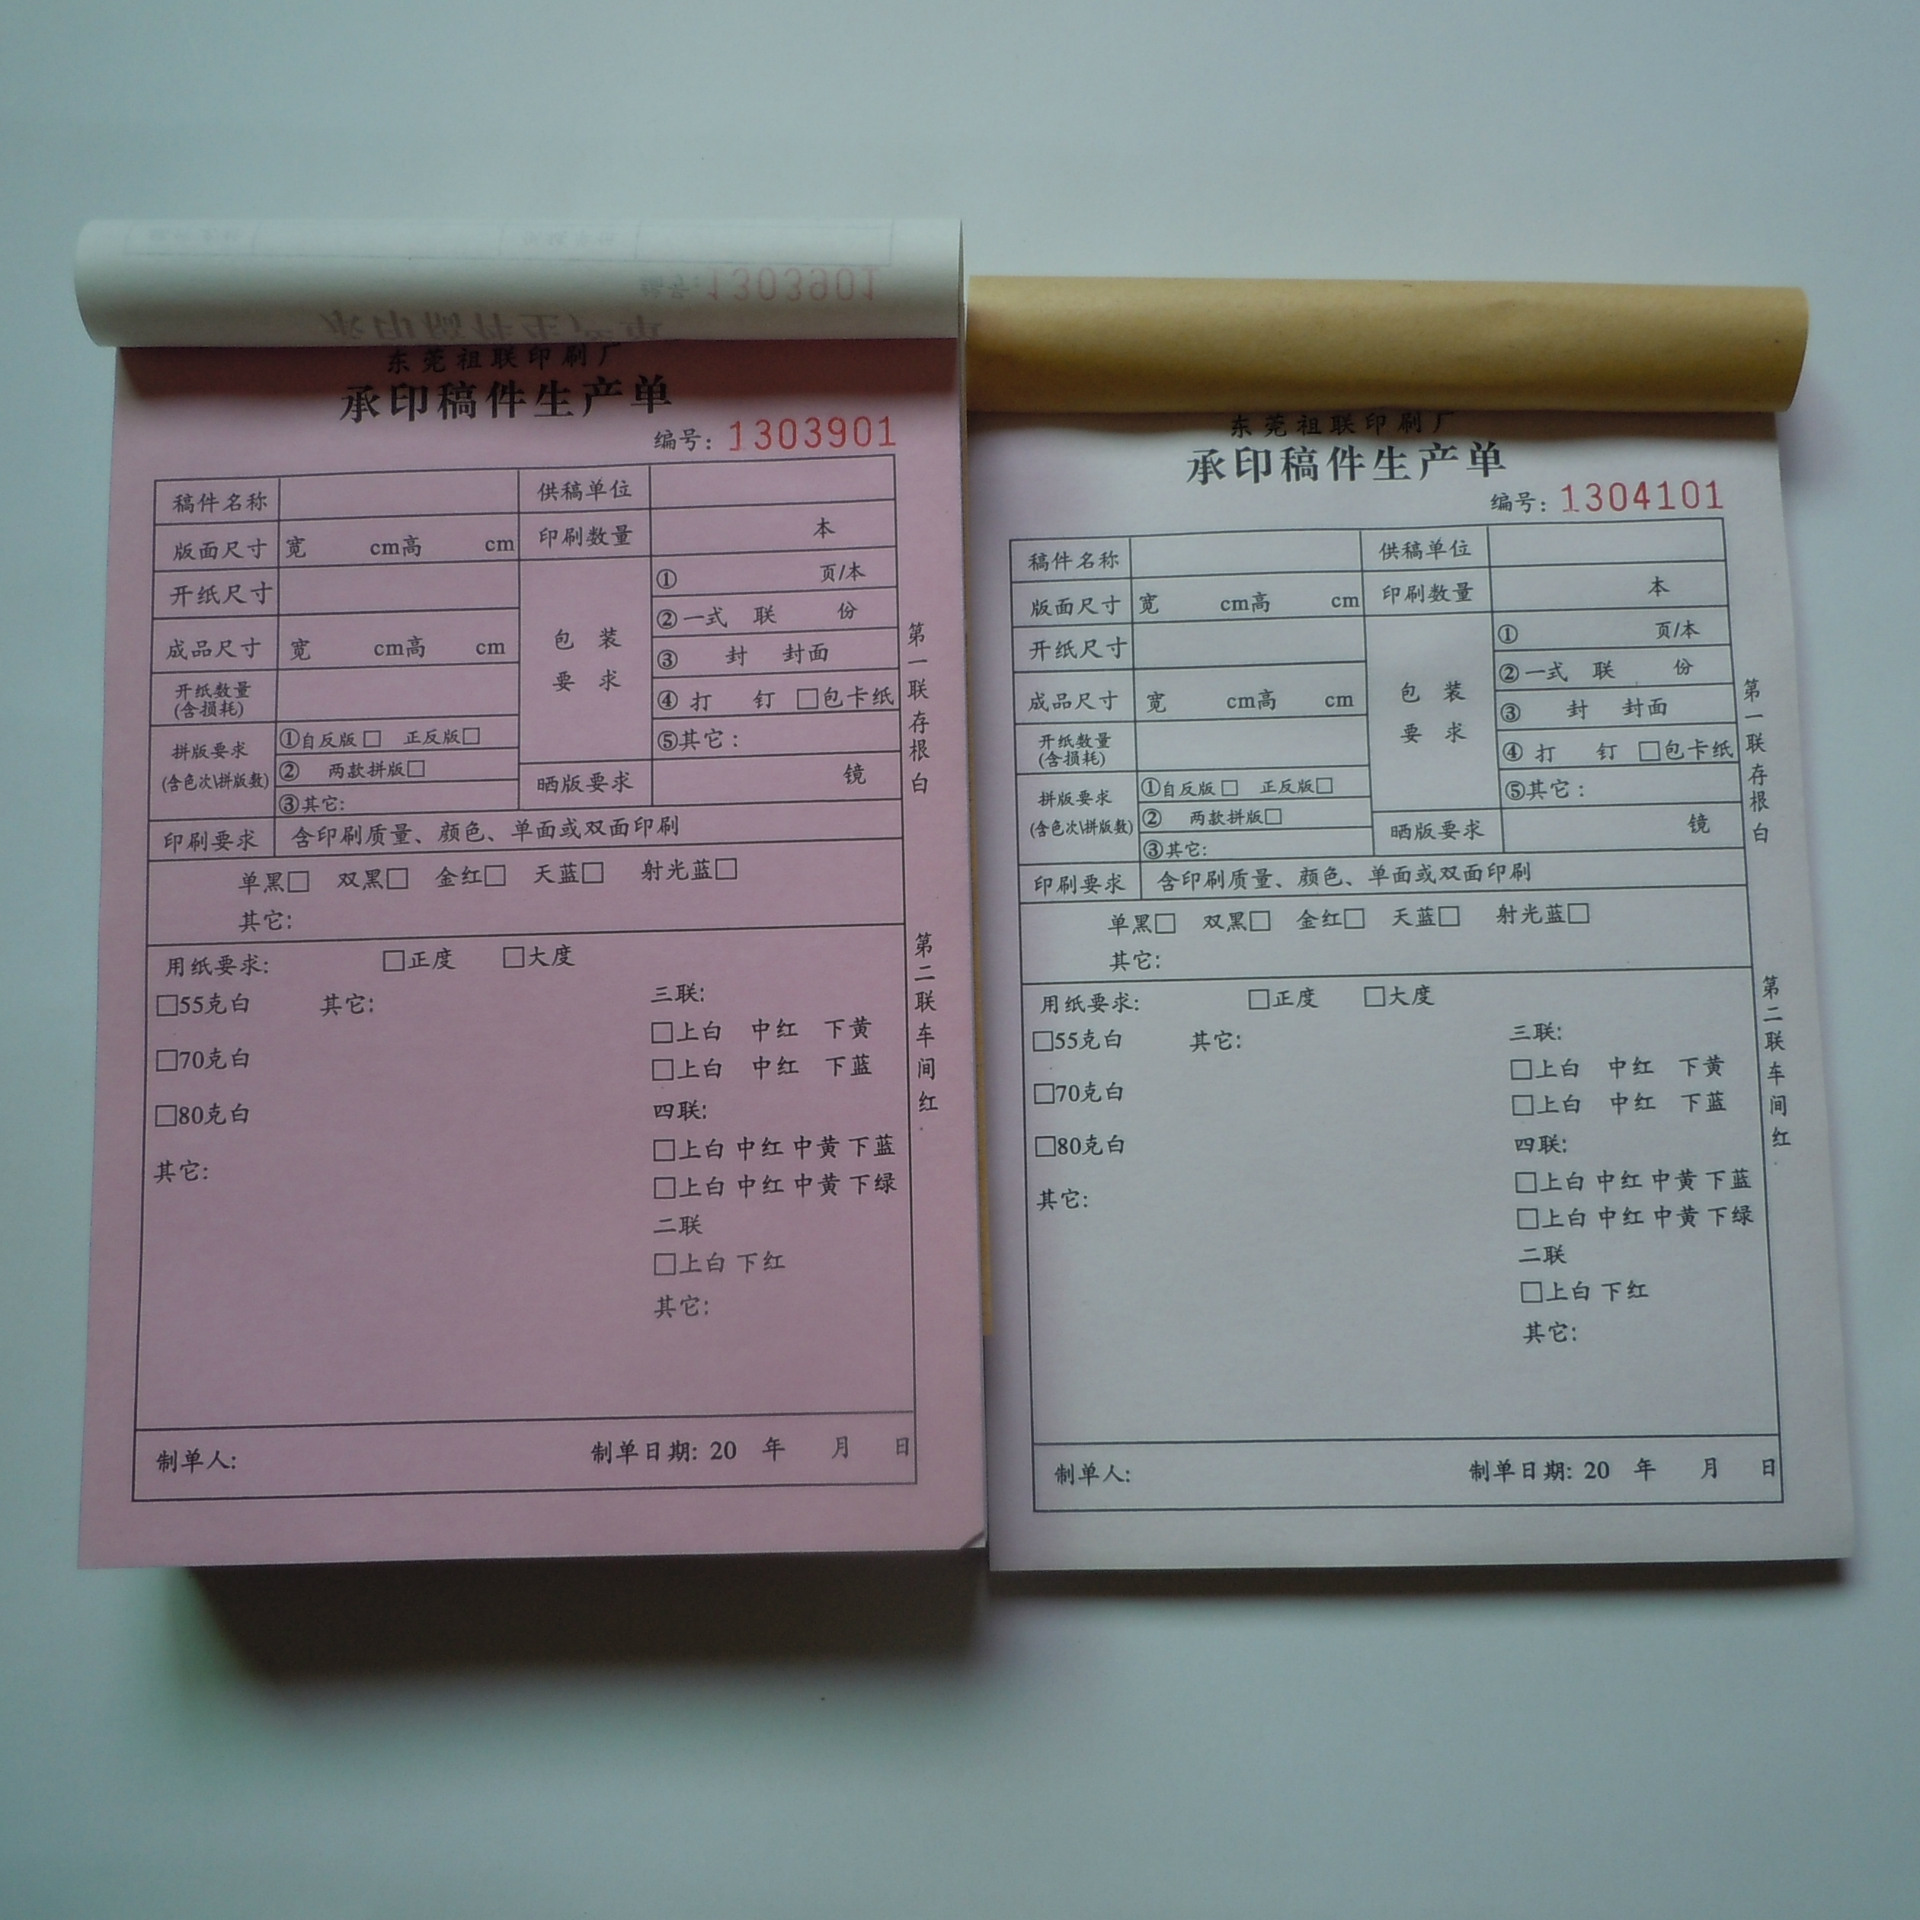 东莞祖联印刷厂
承印稿件生产单
编号: 1303901
稿件名称 供稿单位
版面尺寸 宽 cm高 cm 印刷数量 本
开纸尺寸
成品尺寸 宽 cm高 cm
开纸数量
(含损耗)
拼版要求
(含色次\拼版数)
①自反版□ 正反版□
② 两款拼版□
③其它:
包 装
要 求
① 页/本
②一式 联 份
③ 封 封面
④ 打 钉 □包卡纸
⑤其它:
晒版要求 镜
印刷要求 含印刷质量、颜色、单面或双面印刷
单黑□ 双黑□ 金红□ 天蓝□ 射光蓝□
其它:
用纸要求: □正度 □大度
□55克白 其它:
□70克白
□80克白
其它:
三联:
□上白 中红 下黄
□上白 中红 下蓝
四联:
□上白 中红 中黄 下蓝
□上白 中红 中黄 下绿
二联
□上白 下红
其它:
制单人: 制单日期: 20 年 月 日
第一联存根白
第二联车间红
东莞祖联印刷厂
承印稿件生产单
编号: 1304101
稿件名称 供稿单位
版面尺寸 宽 cm高 cm 印刷数量 本
开纸尺寸
成品尺寸 宽 cm高 cm
开纸数量
(含损耗)
拼版要求
(含色次\拼版数)
①自反版□ 正反版□
② 两款拼版□
③其它:
包 装
要 求
① 页/本
②一式 联 份
③ 封 封面
④ 打 钉 □包卡纸
⑤其它:
晒版要求 镜
印刷要求 含印刷质量、颜色、单面或双面印刷
单黑□ 双黑□ 金红□ 天蓝□ 射光蓝□
其它:
用纸要求: □正度 □大度
□55克白 其它:
□70克白
□80克白
其它:
三联:
□上白 中红 下黄
□上白 中红 下蓝
四联:
□上白 中红 中黄 下蓝
□上白 中红 中黄 下绿
二联
□上白 下红
其它:
制单人: 制单日期: 20 年 月 日
第一联存根白
第二联车间红